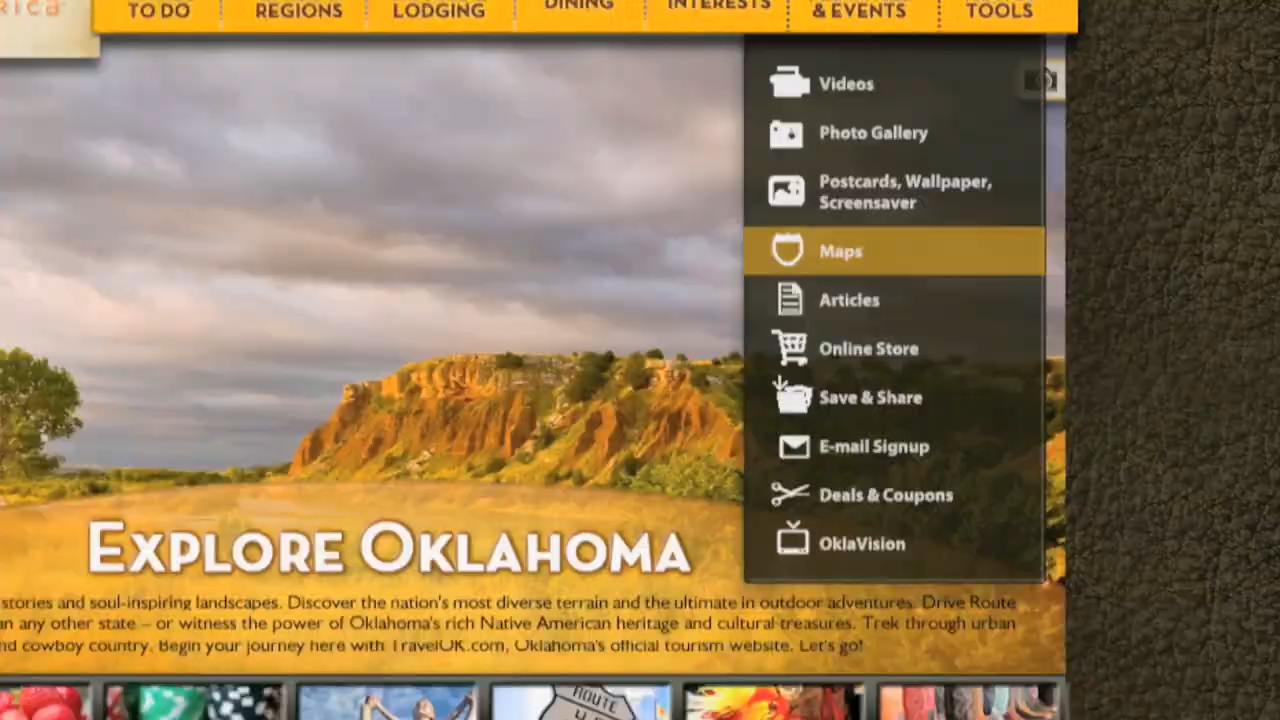 rica
TO DO
REGIONS
LODGING
DINING
INTERESTS
& EVENTS
TOOLS
Videos
Photo Gallery
Postcards, Wallpaper,
Screensaver
Maps
Articles
Online Store
Save & Share
E-mail Signup
Deals & Coupons
OklaVision
EXPLORE OKLAHOMA
stories and soul-inspiring landscapes. Discover the nation's most diverse terrain and the ultimate in outdoor adventures. Drive Route
an any other state – or witness the power of Oklahoma's rich Native American heritage and cultural treasures. Trek through urban
nd cowboy country. Begin your journey here with TravelOK.com, Oklahoma's official tourism website. Let's go!
ROUTE
U S